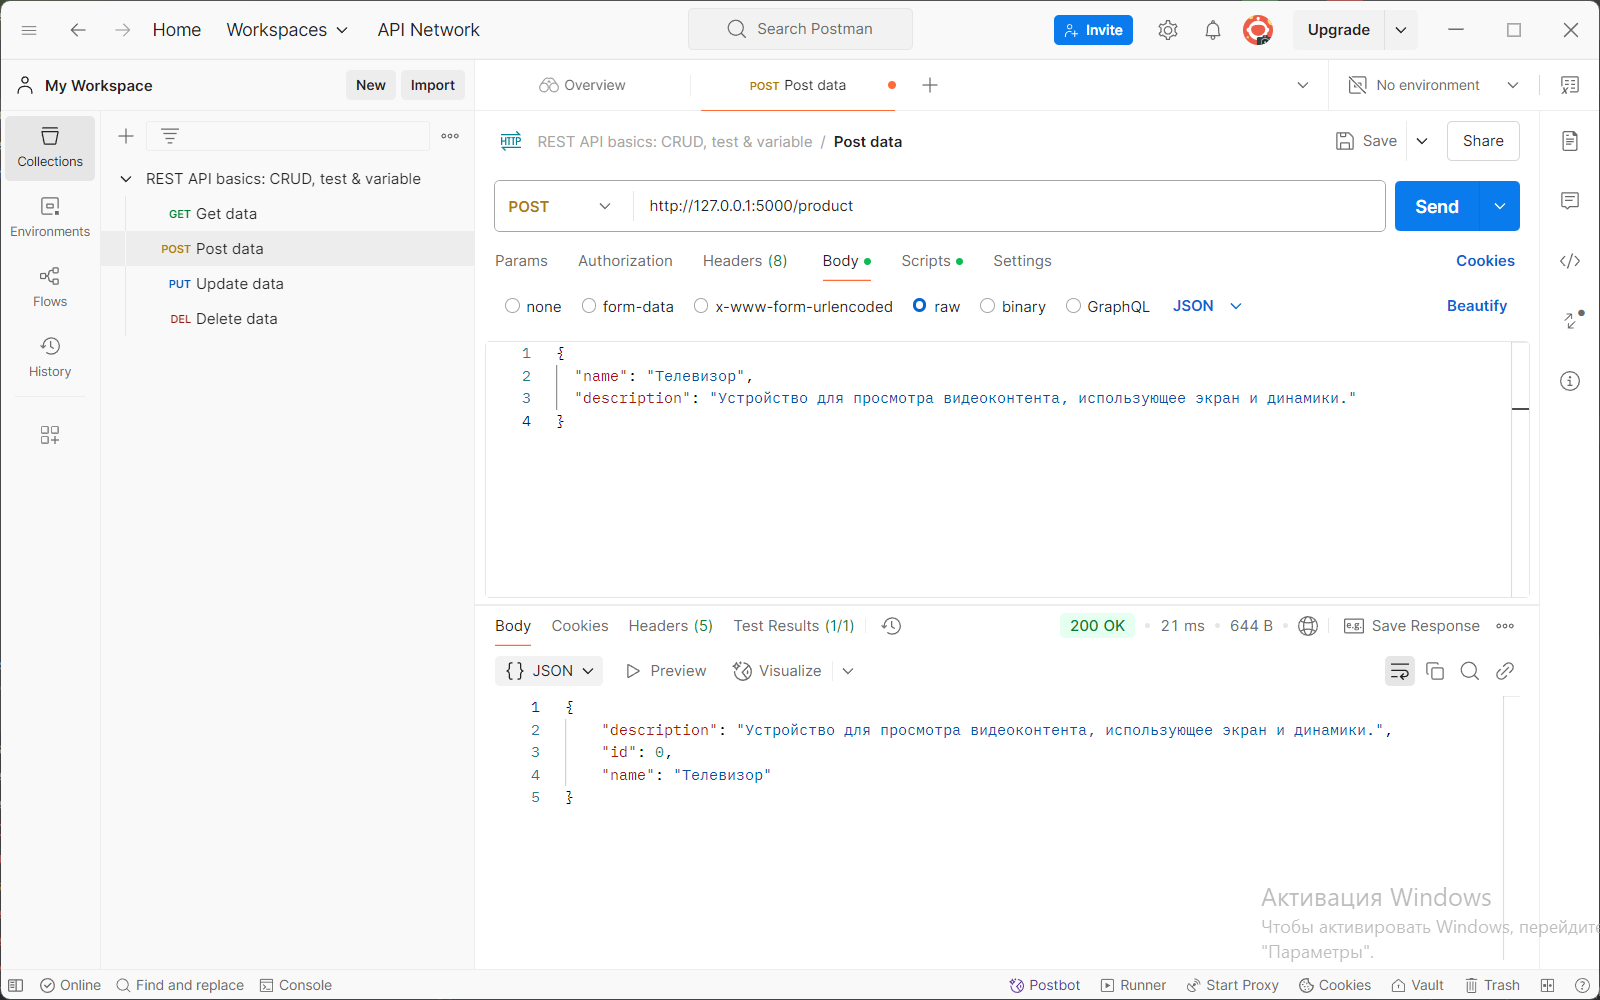 Home Workspaces API Network Search Postman Invite Upgrade
My Workspace New Import Overview POST Post data No environment
Collections
Environments
Flows
History
REST API basics: CRUD, test & variable
GET Get data
POST Post data
PUT Update data
DEL Delete data
HTTP REST API basics: CRUD, test & variable / Post data Save Share
POST http://127.0.0.1:5000/product Send
Params Authorization Headers (8) Body Scripts Settings Cookies
none form-data x-www-form-urlencoded raw binary GraphQL JSON Beautify
1 {
2 "name": "Телевизор",
3 "description": "Устройство для просмотра видеоконтента, использующее экран и динамики."
4 }
Body Cookies Headers (5) Test Results (1/1) 200 OK 21 ms 644 B e.g. Save Response
{} JSON Preview Visualize
1 {
2 "description": "Устройство для просмотра видеоконтента, использующее экран и динамики.",
3 "id": 0,
4 "name": "Телевизор"
5 }
Активация Windows
Чтобы активировать Windows, перейдите
"Параметры".
Online Find and replace Console Postbot Runner Start Proxy Cookies Vault Trash